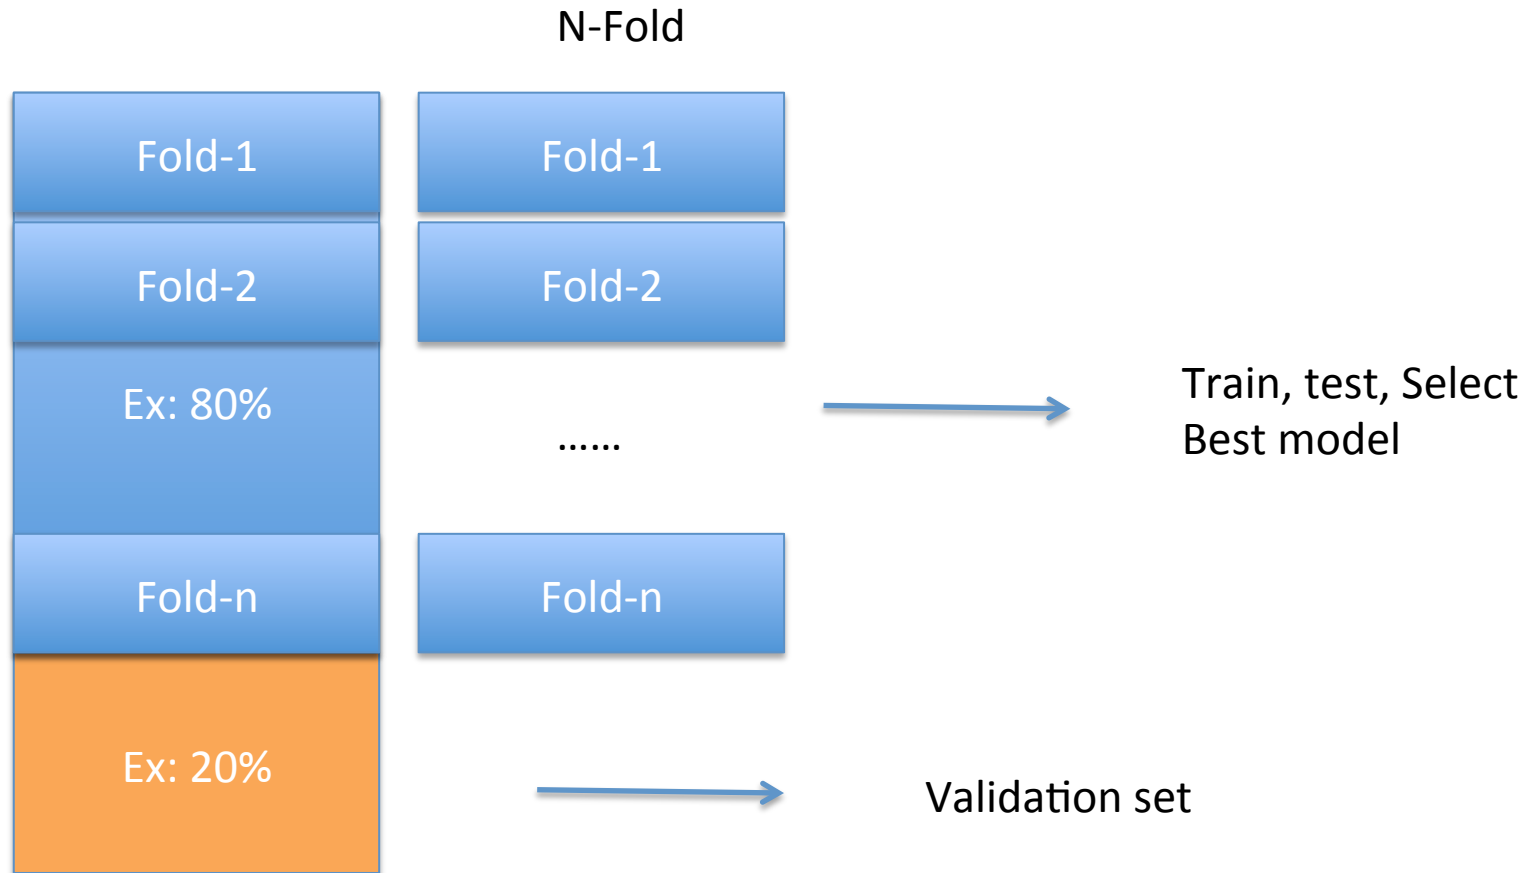 N-Fold
Fold-1
Fold-1
Fold-2
Fold-2
Ex: 80%
......
Train, test, Select
Best model
Fold-n
Fold-n
Ex: 20%
Validation set